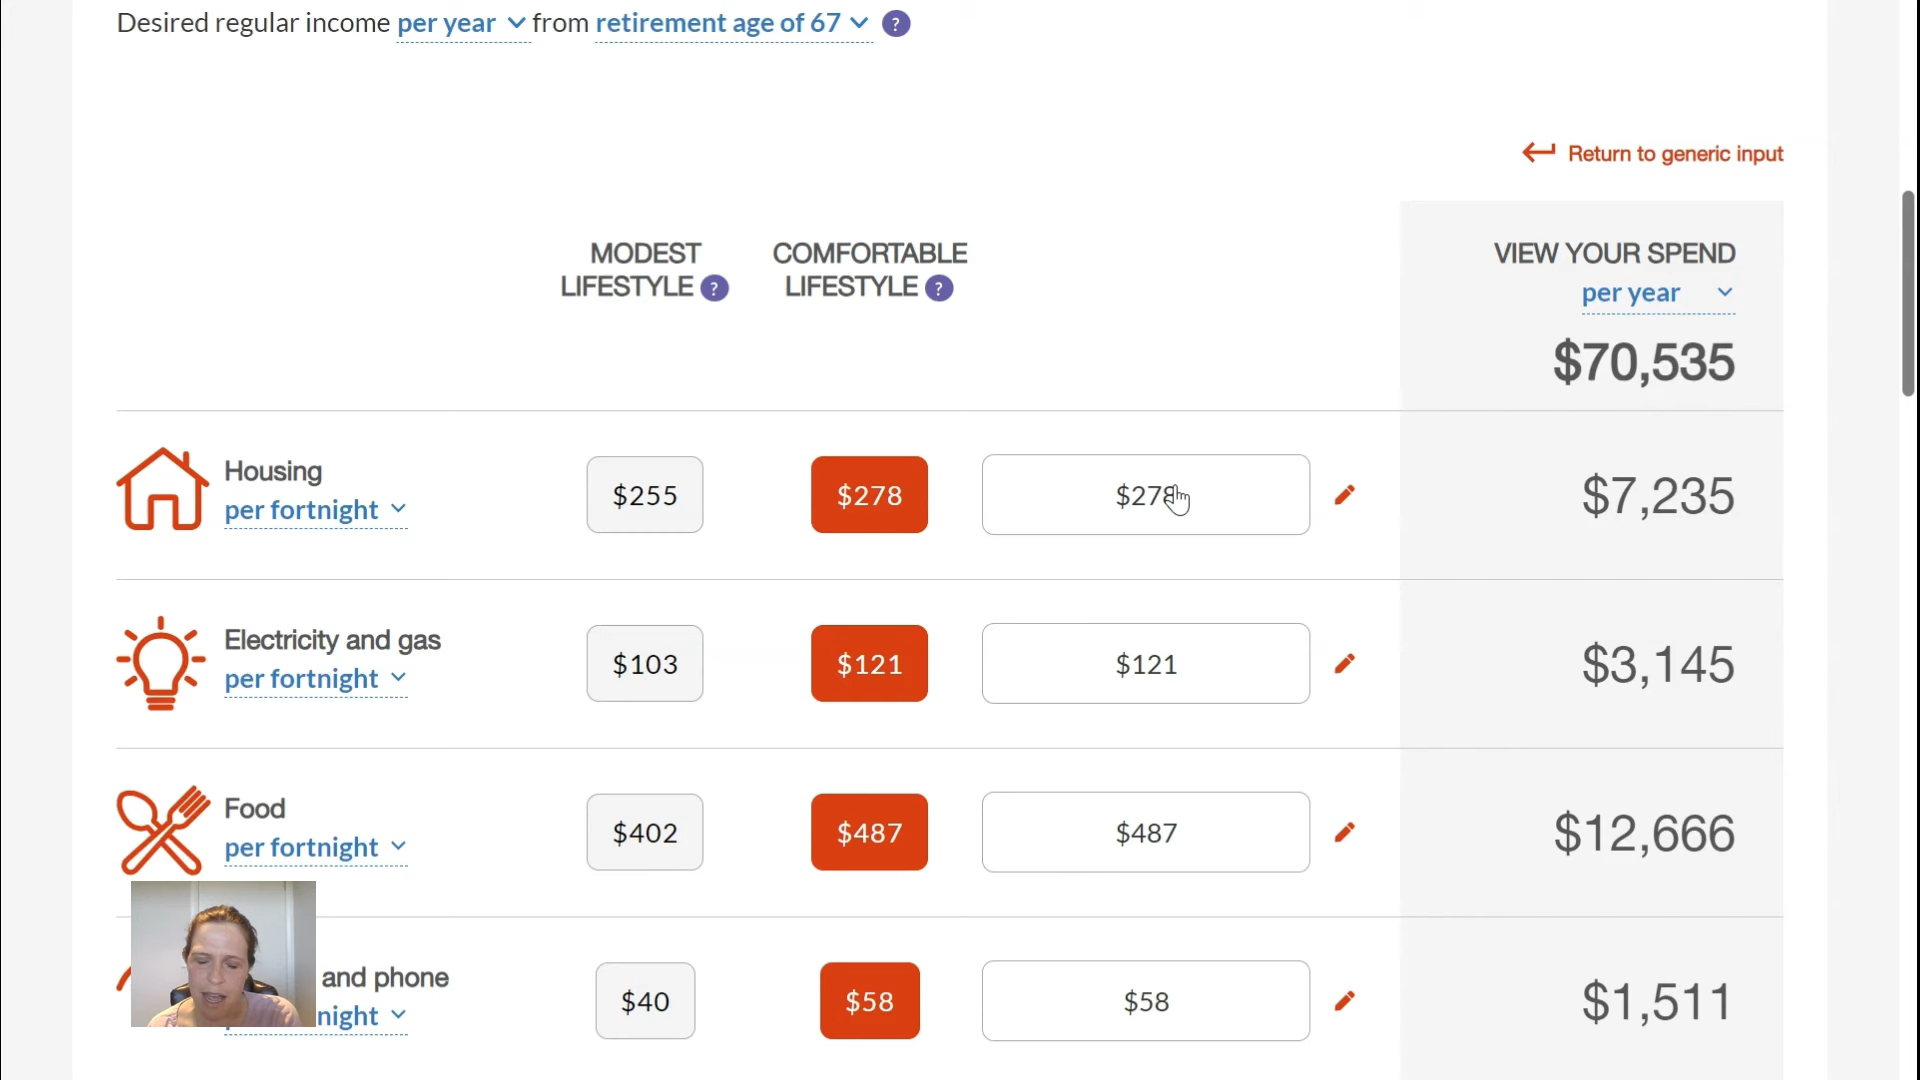 Desired regular income per year from retirement age of 67 ?
Return to generic input
MODEST
LIFESTYLE ?
COMFORTABLE
LIFESTYLE ?
VIEW YOUR SPEND
per year
$70,535
Housing
per fortnight
$255
$278
$278
$7,235
Electricity and gas
per fortnight
$103
$121
$121
$3,145
Food
per fortnight
$402
$487
$487
$12,666
and phone
night
$40
$58
$58
$1,511